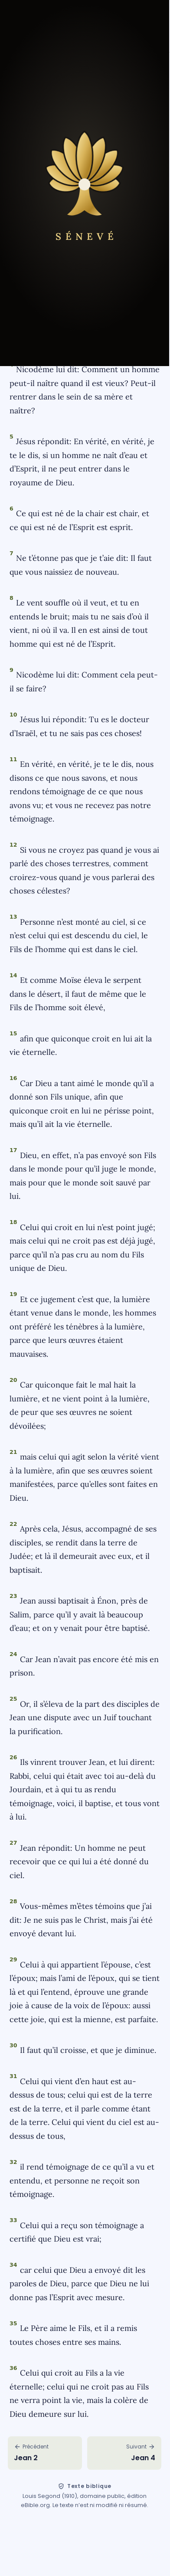 SÉNEVÉ
Nicodème lui dit: Comment un homme
peut-il naître quand il est vieux? Peut-il
rentrer dans le sein de sa mère et
naître?
5 Jésus répondit: En vérité, en vérité, je
te le dis, si un homme ne naît d’eau et
d’Esprit, il ne peut entrer dans le
royaume de Dieu.
6 Ce qui est né de la chair est chair, et
ce qui est né de l’Esprit est esprit.
7 Ne t’étonne pas que je t’aie dit: Il faut
que vous naissiez de nouveau.
8 Le vent souffle où il veut, et tu en
entends le bruit; mais tu ne sais d’où il
vient, ni où il va. Il en est ainsi de tout
homme qui est né de l’Esprit.
9 Nicodème lui dit: Comment cela peut-
il se faire?
10 Jésus lui répondit: Tu es le docteur
d’Israël, et tu ne sais pas ces choses!
11 En vérité, en vérité, je te le dis, nous
disons ce que nous savons, et nous
rendons témoignage de ce que nous
avons vu; et vous ne recevez pas notre
témoignage.
12 Si vous ne croyez pas quand je vous ai
parlé des choses terrestres, comment
croirez-vous quand je vous parlerai des
choses célestes?
13 Personne n’est monté au ciel, si ce
n’est celui qui est descendu du ciel, le
Fils de l’homme qui est dans le ciel.
14 Et comme Moïse éleva le serpent
dans le désert, il faut de même que le
Fils de l’homme soit élevé,
15 afin que quiconque croit en lui ait la
vie éternelle.
16 Car Dieu a tant aimé le monde qu’il a
donné son Fils unique, afin que
quiconque croit en lui ne périsse point,
mais qu’il ait la vie éternelle.
17 Dieu, en effet, n’a pas envoyé son Fils
dans le monde pour qu’il juge le monde,
mais pour que le monde soit sauvé par
lui.
18 Celui qui croit en lui n’est point jugé;
mais celui qui ne croit pas est déjà jugé,
parce qu’il n’a pas cru au nom du Fils
unique de Dieu.
19 Et ce jugement c’est que, la lumière
étant venue dans le monde, les hommes
ont préféré les ténèbres à la lumière,
parce que leurs œuvres étaient
mauvaises.
20 Car quiconque fait le mal hait la
lumière, et ne vient point à la lumière,
de peur que ses œuvres ne soient
dévoilées;
21 mais celui qui agit selon la vérité vient
à la lumière, afin que ses œuvres soient
manifestées, parce qu’elles sont faites en
Dieu.
22 Après cela, Jésus, accompagné de ses
disciples, se rendit dans la terre de
Judée; et là il demeurait avec eux, et il
baptisait.
23 Jean aussi baptisait à Énon, près de
Salim, parce qu’il y avait là beaucoup
d’eau; et on y venait pour être baptisé.
24 Car Jean n’avait pas encore été mis en
prison.
25 Or, il s’éleva de la part des disciples de
Jean une dispute avec un Juif touchant
la purification.
26 Ils vinrent trouver Jean, et lui dirent:
Rabbi, celui qui était avec toi au-delà du
Jourdain, et à qui tu as rendu
témoignage, voici, il baptise, et tous vont
à lui.
27 Jean répondit: Un homme ne peut
recevoir que ce qui lui a été donné du
ciel.
28 Vous-mêmes m’êtes témoins que j’ai
dit: Je ne suis pas le Christ, mais j’ai été
envoyé devant lui.
29 Celui à qui appartient l’épouse, c’est
l’époux; mais l’ami de l’époux, qui se tient
là et qui l’entend, éprouve une grande
joie à cause de la voix de l’époux: aussi
cette joie, qui est la mienne, est parfaite.
30 Il faut qu’il croisse, et que je diminue.
31 Celui qui vient d’en haut est au-
dessus de tous; celui qui est de la terre
est de la terre, et il parle comme étant
de la terre. Celui qui vient du ciel est au-
dessus de tous,
32 il rend témoignage de ce qu’il a vu et
entendu, et personne ne reçoit son
témoignage.
33 Celui qui a reçu son témoignage a
certifié que Dieu est vrai;
34 car celui que Dieu a envoyé dit les
paroles de Dieu, parce que Dieu ne lui
donne pas l’Esprit avec mesure.
35 Le Père aime le Fils, et il a remis
toutes choses entre ses mains.
36 Celui qui croit au Fils a la vie
éternelle; celui qui ne croit pas au Fils
ne verra point la vie, mais la colère de
Dieu demeure sur lui.
← Précédent
Jean 2
Suivant →
Jean 4
Texte biblique
Louis Segond (1910), domaine public, édition
eBible.org. Le texte n’est ni modifié ni résumé.